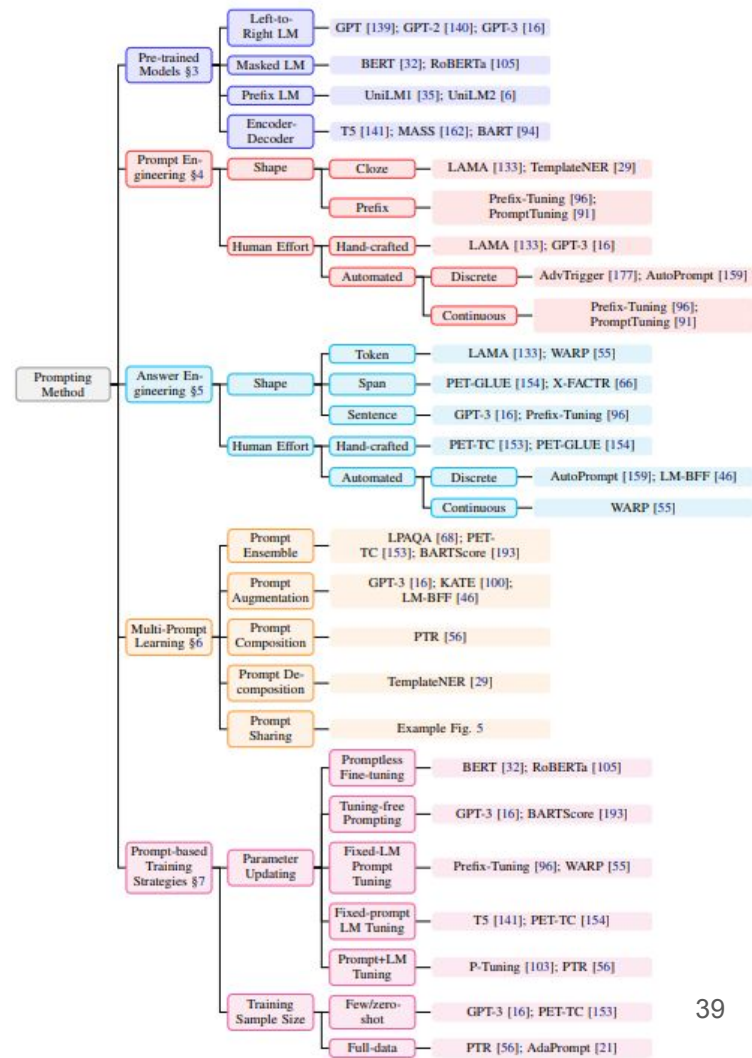 Left-to-
Right LM
GPT [139]; GPT-2 [140]; GPT-3 [16]
Pre-trained
Models §3
Masked LM
BERT [32]; RoBERTa [105]
Prefix LM
UniLM1 [35]; UniLM2 [6]
Encoder-
Decoder
T5 [141]; MASS [162]; BART [94]
Prompt En-
gineering §4
Shape
Cloze
LAMA [133]; TemplateNER [29]
Prefix
Prefix-Tuning [96];
PromptTuning [91]
Human Effort
Hand-crafted
LAMA [133]; GPT-3 [16]
Automated
Discrete
AdvTrigger [177]; AutoPrompt [159]
Continuous
Prefix-Tuning [96];
PromptTuning [91]
Prompting
Method
Answer En-
gineering §5
Shape
Token
LAMA [133]; WARP [55]
Span
PET-GLUE [154]; X-FACTR [66]
Sentence
GPT-3 [16]; Prefix-Tuning [96]
Human Effort
Hand-crafted
PET-TC [153]; PET-GLUE [154]
Automated
Discrete
AutoPrompt [159]; LM-BFF [46]
Continuous
WARP [55]
Multi-Prompt
Learning §6
Prompt
Ensemble
LPAQA [68]; PET-
TC [153]; BARTScore [193]
Prompt
Augmentation
GPT-3 [16]; KATE [100];
LM-BFF [46]
Prompt
Composition
PTR [56]
Prompt De-
composition
TemplateNER [29]
Prompt
Sharing
Example Fig. 5
Prompt-based
Training
Strategies §7
Parameter
Updating
Promptless
Fine-tuning
BERT [32]; RoBERTa [105]
Tuning-free
Prompting
GPT-3 [16]; BARTScore [193]
Fixed-LM
Prompt
Tuning
Prefix-Tuning [96]; WARP [55]
Fixed-prompt
LM Tuning
T5 [141]; PET-TC [154]
Prompt+LM
Tuning
P-Tuning [103]; PTR [56]
Training
Sample Size
Few/zero-
shot
GPT-3 [16]; PET-TC [153]
Full-data
PTR [56]; AdaPrompt [21]
39